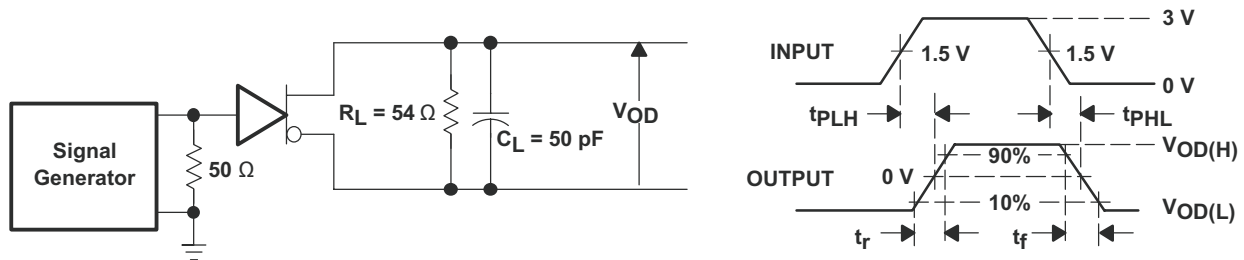 Signal
Generator
50 Ω
R_L = 54 Ω
C_L = 50 pF
V_OD
INPUT
3 V
1.5 V
1.5 V
0 V
t_PLH
t_PHL
OUTPUT
0 V
90%
10%
V_OD(H)
V_OD(L)
t_r
t_f